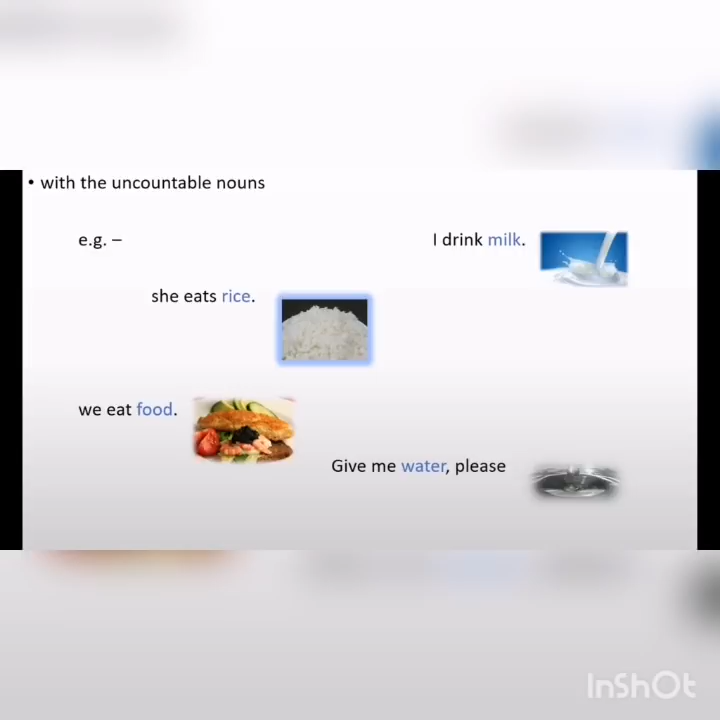 • with the uncountable nouns
e.g. –
I drink milk.
she eats rice.
we eat food.
Give me water, please
InShOt